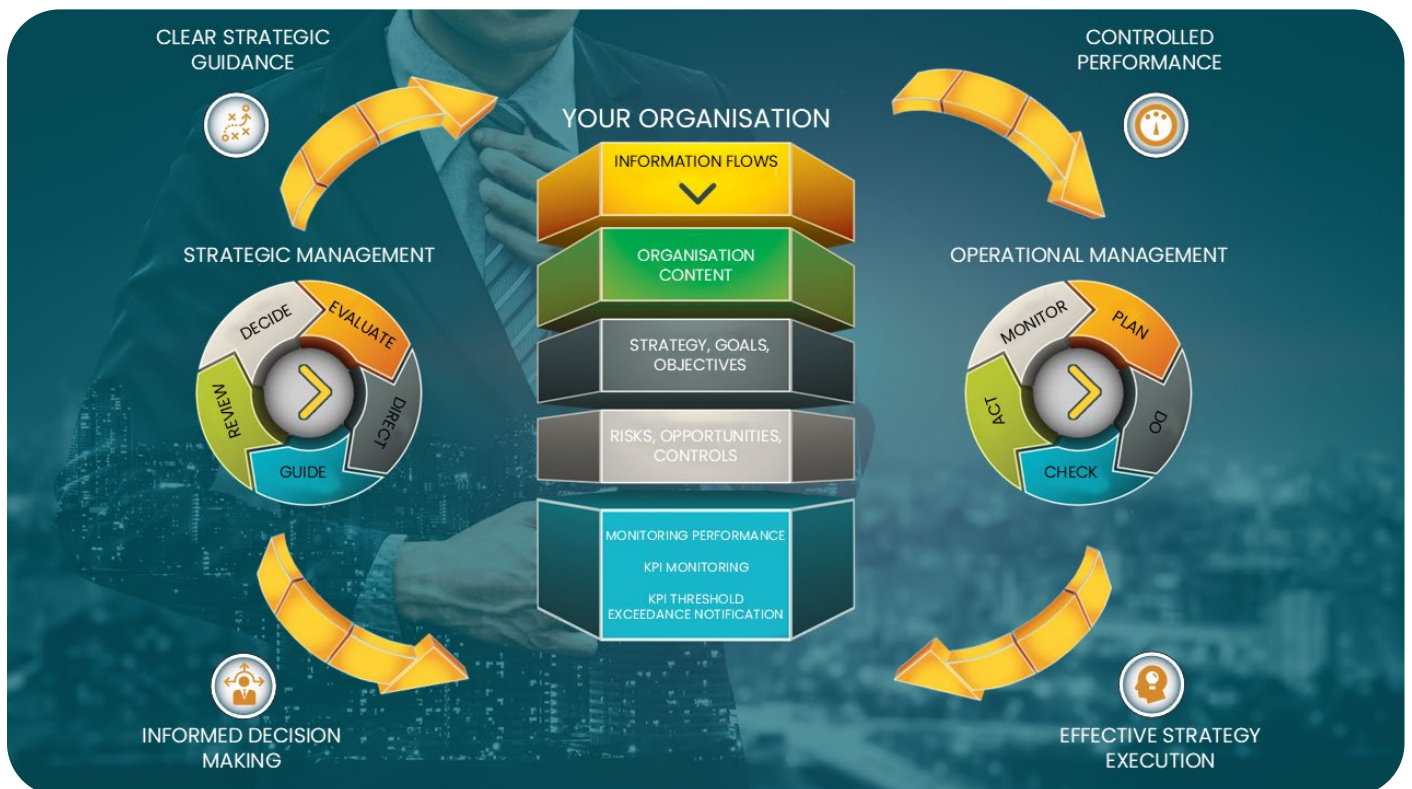 CLEAR STRATEGIC
GUIDANCE
CONTROLLED
PERFORMANCE
YOUR ORGANISATION
INFORMATION FLOWS
ORGANISATION
CONTENT
STRATEGY, GOALS,
OBJECTIVES
RISKS, OPPORTUNITIES,
CONTROLS
MONITORING PERFORMANCE
KPI MONITORING
KPI THRESHOLD
EXCEEDANCE NOTIFICATION
STRATEGIC MANAGEMENT
DECIDE
EVALUATE
DIRECT
GUIDE
REVIEW
OPERATIONAL MANAGEMENT
MONITOR
PLAN
DO
CHECK
ACT
INFORMED DECISION
MAKING
EFFECTIVE STRATEGY
EXECUTION